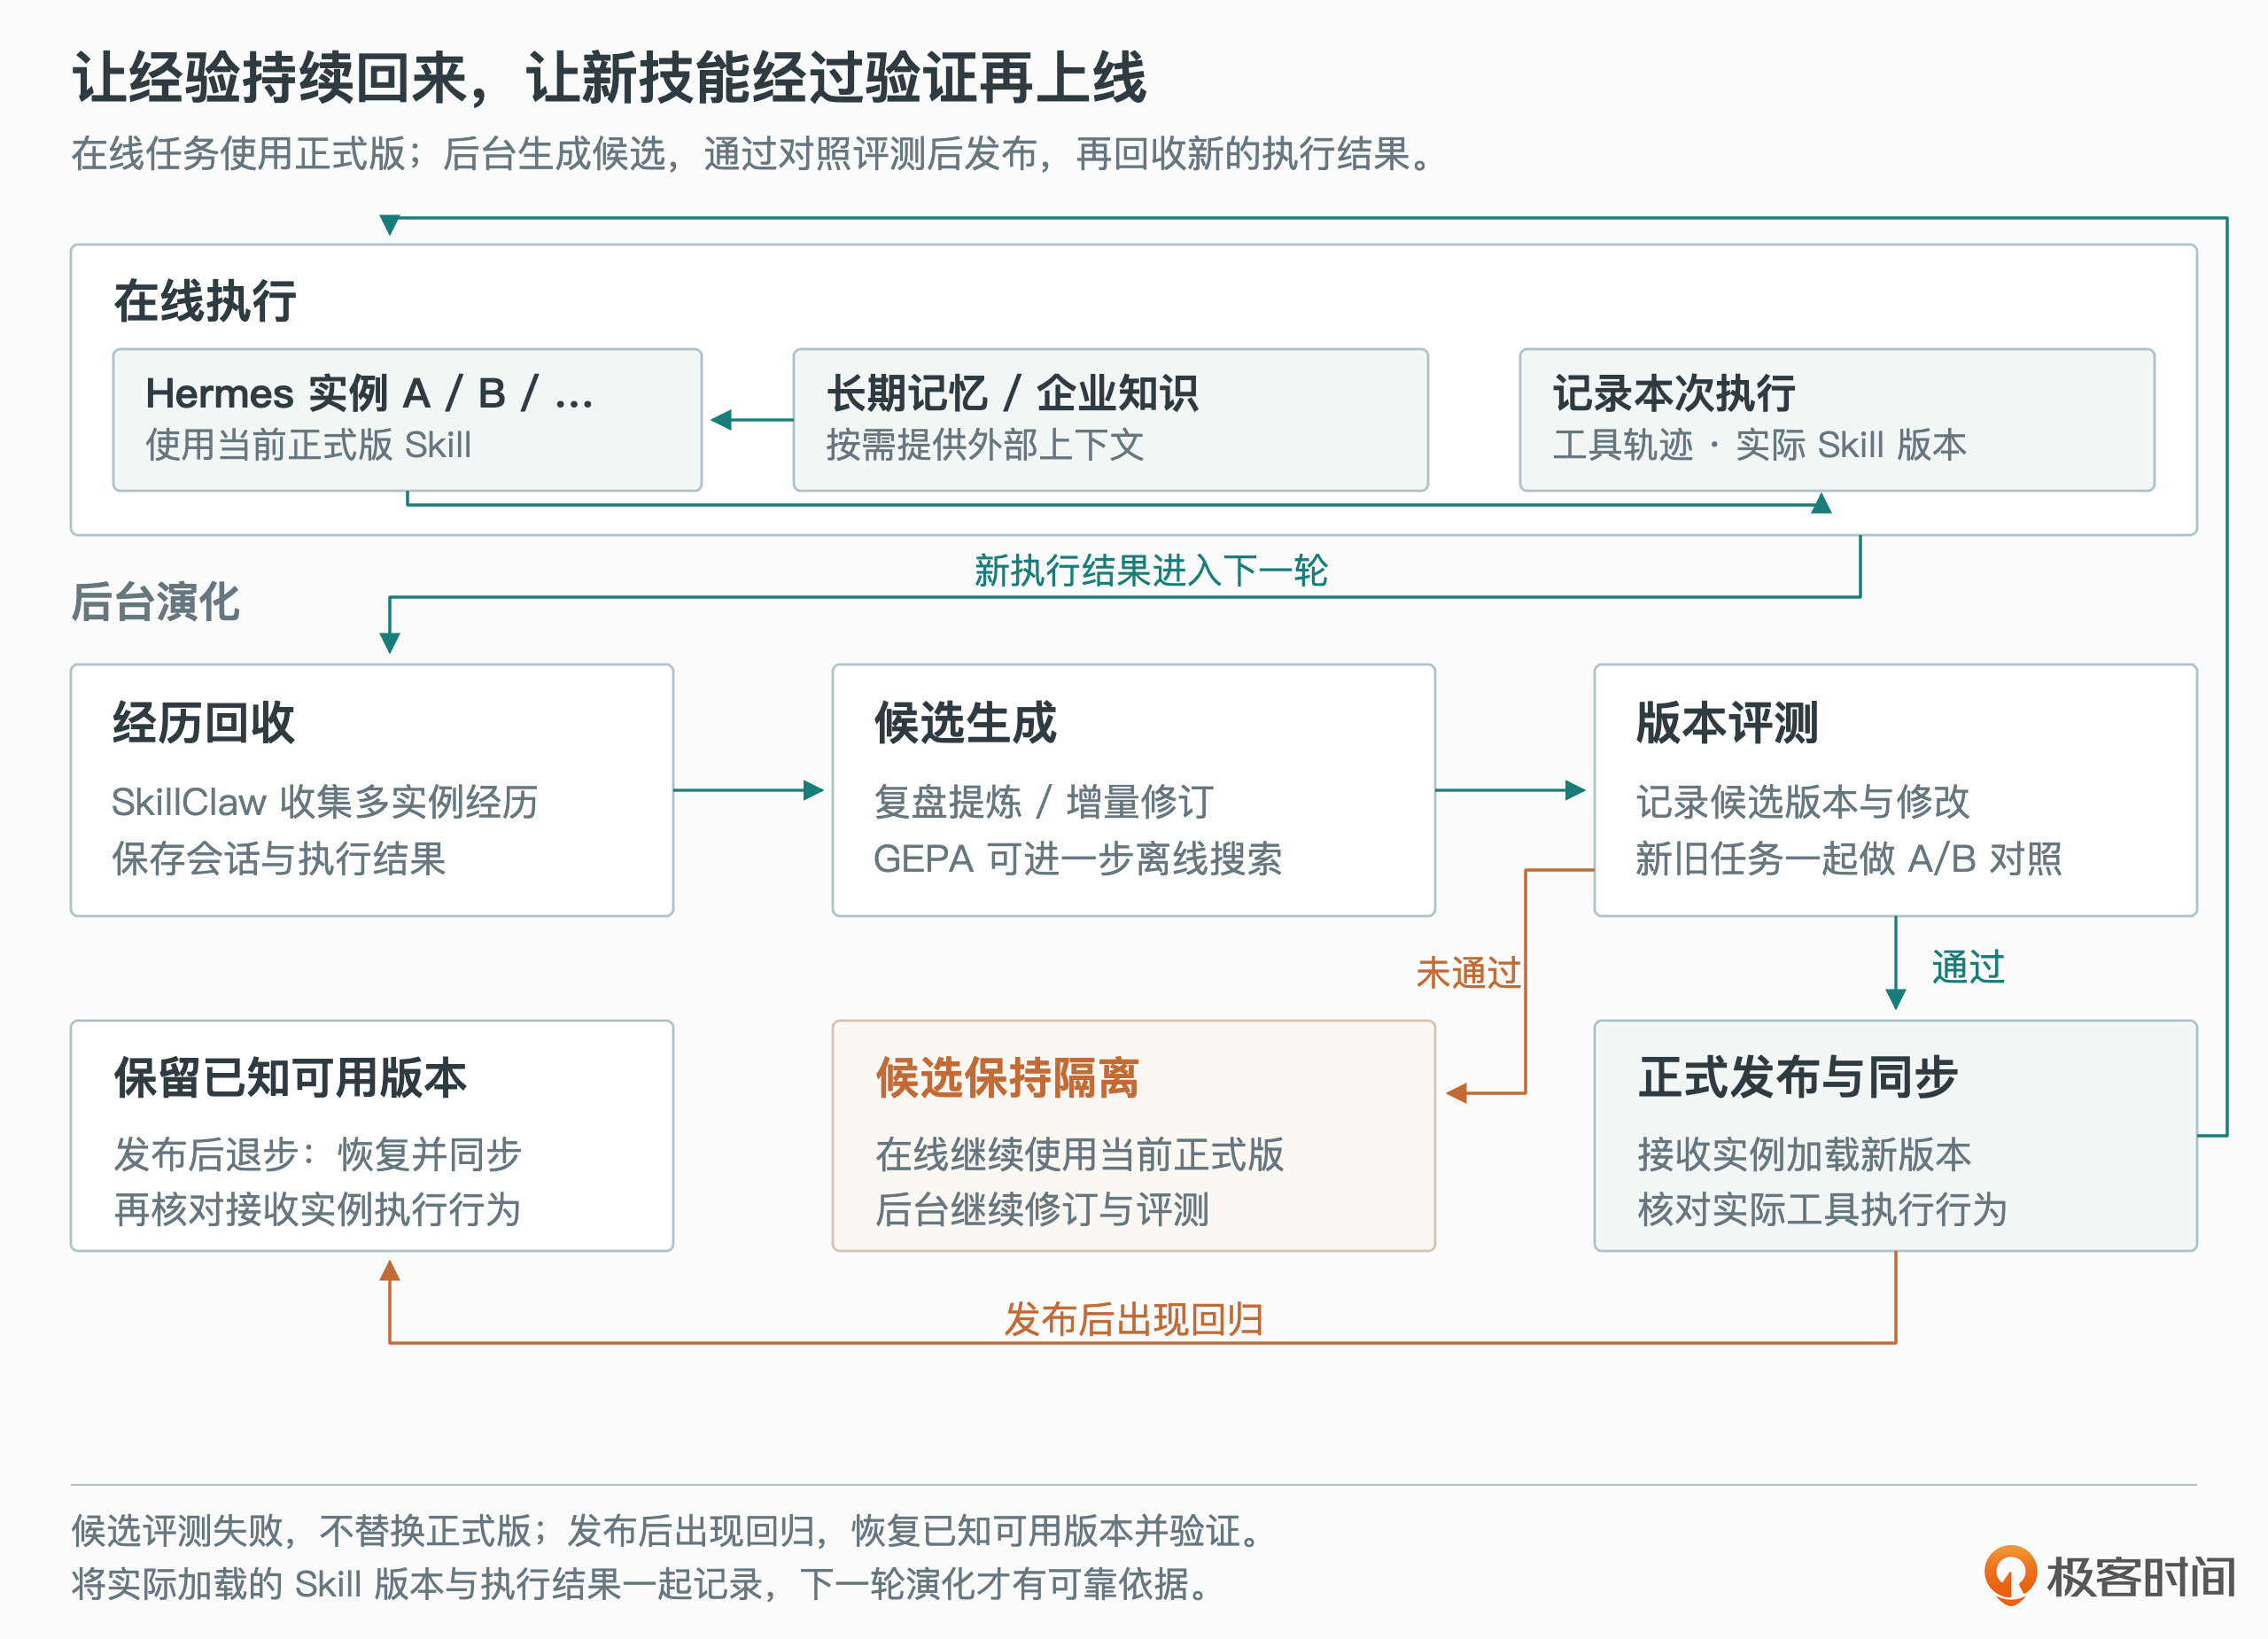 让经验持续回来，让新技能经过验证再上线
在线任务使用正式版；后台生成候选，通过对照评测后发布，再回收新的执行结果。
在线执行
Hermes 实例 A / B / …
使用当前正式版 Skill
长期记忆 / 企业知识
按需提供外部上下文
记录本次执行
工具轨迹 · 实际 Skill 版本
新执行结果进入下一轮
后台演化
经历回收
SkillClaw 收集多实例经历
保存会话与执行结果
候选生成
复盘提炼 / 增量修订
GEPA 可进一步离线搜索
版本评测
记录候选版本与修改
新旧任务一起做 A/B 对照
未通过
通过
保留已知可用版本
发布后退步：恢复并同步
再核对接收实例执行行为
候选保持隔离
在线继续使用当前正式版
后台继续修订与评测
正式发布与同步
接收实例加载新版本
核对实际工具执行行为
发布后出现回归
候选评测失败，不替换正式版；发布后出现回归，恢复已知可用版本并验证。
将实际加载的 Skill 版本与执行结果一起记录，下一轮演化才有可靠依据。
极客时间